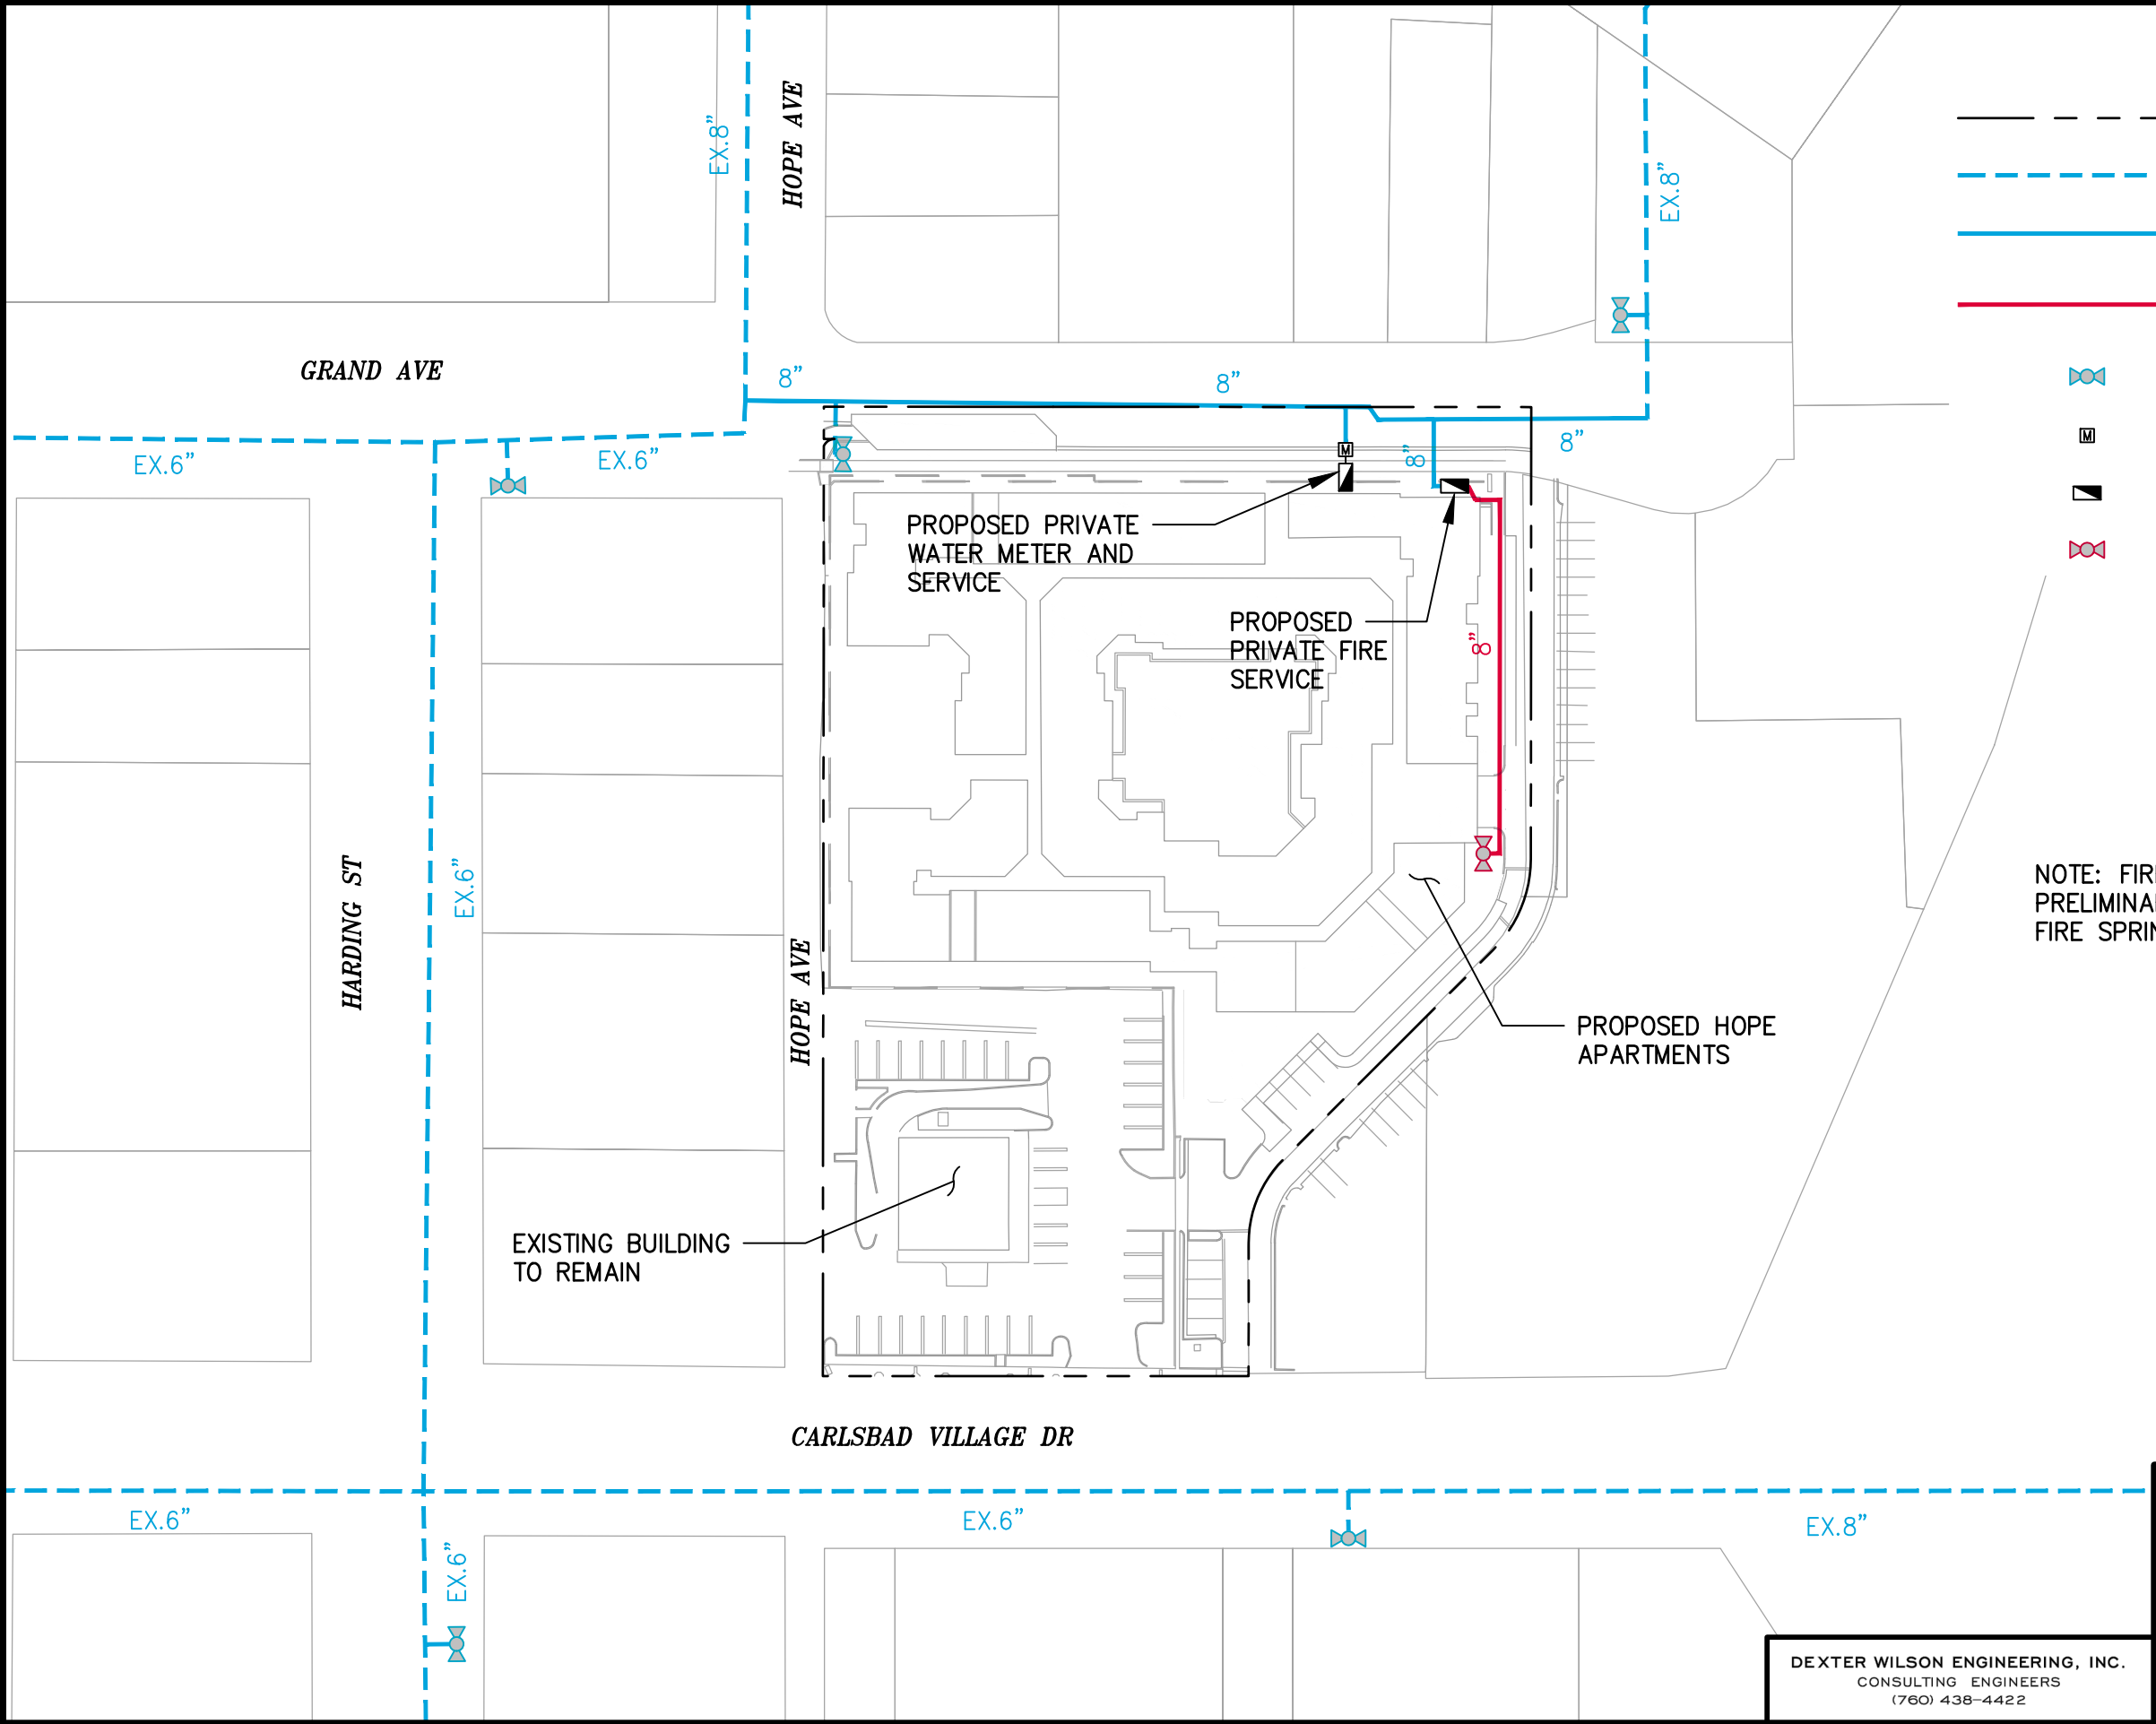 HOPE AVE
EX.8"
EX.8"
GRAND AVE
8"
8"
8"
8"
EX.6"
EX.6"
M
M
PROPOSED PRIVATE
WATER METER AND
SERVICE
PROPOSED
PRIVATE FIRE
SERVICE
8"
HARDING ST
EX.6"
HOPE AVE
NOTE: FIR
PRELIMINA
FIRE SPRIN
PROPOSED HOPE
APARTMENTS
EXISTING BUILDING
TO REMAIN
CARLSBAD VILLAGE DR
EX.6"
EX.6"
EX.6"
EX.8"
DEXTER WILSON ENGINEERING, INC.
CONSULTING ENGINEERS
(760) 438-4422